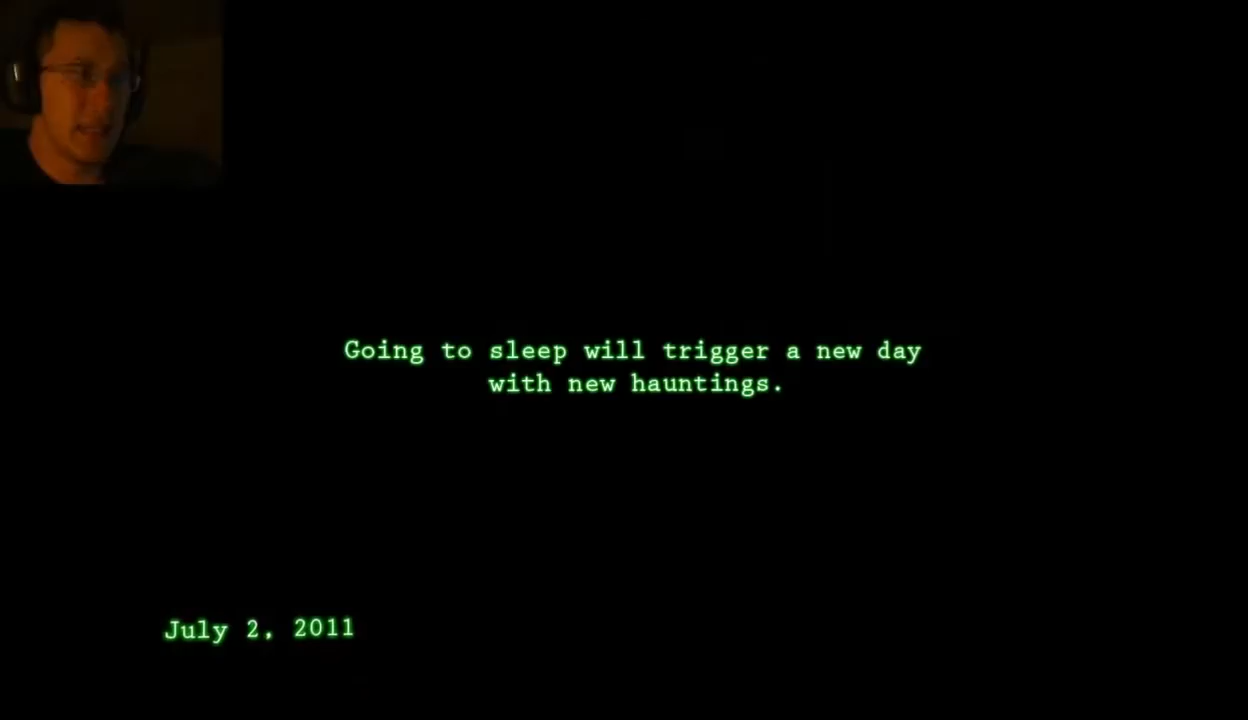 Going to sleep will trigger a new day
with new hauntings.
July 2, 2011